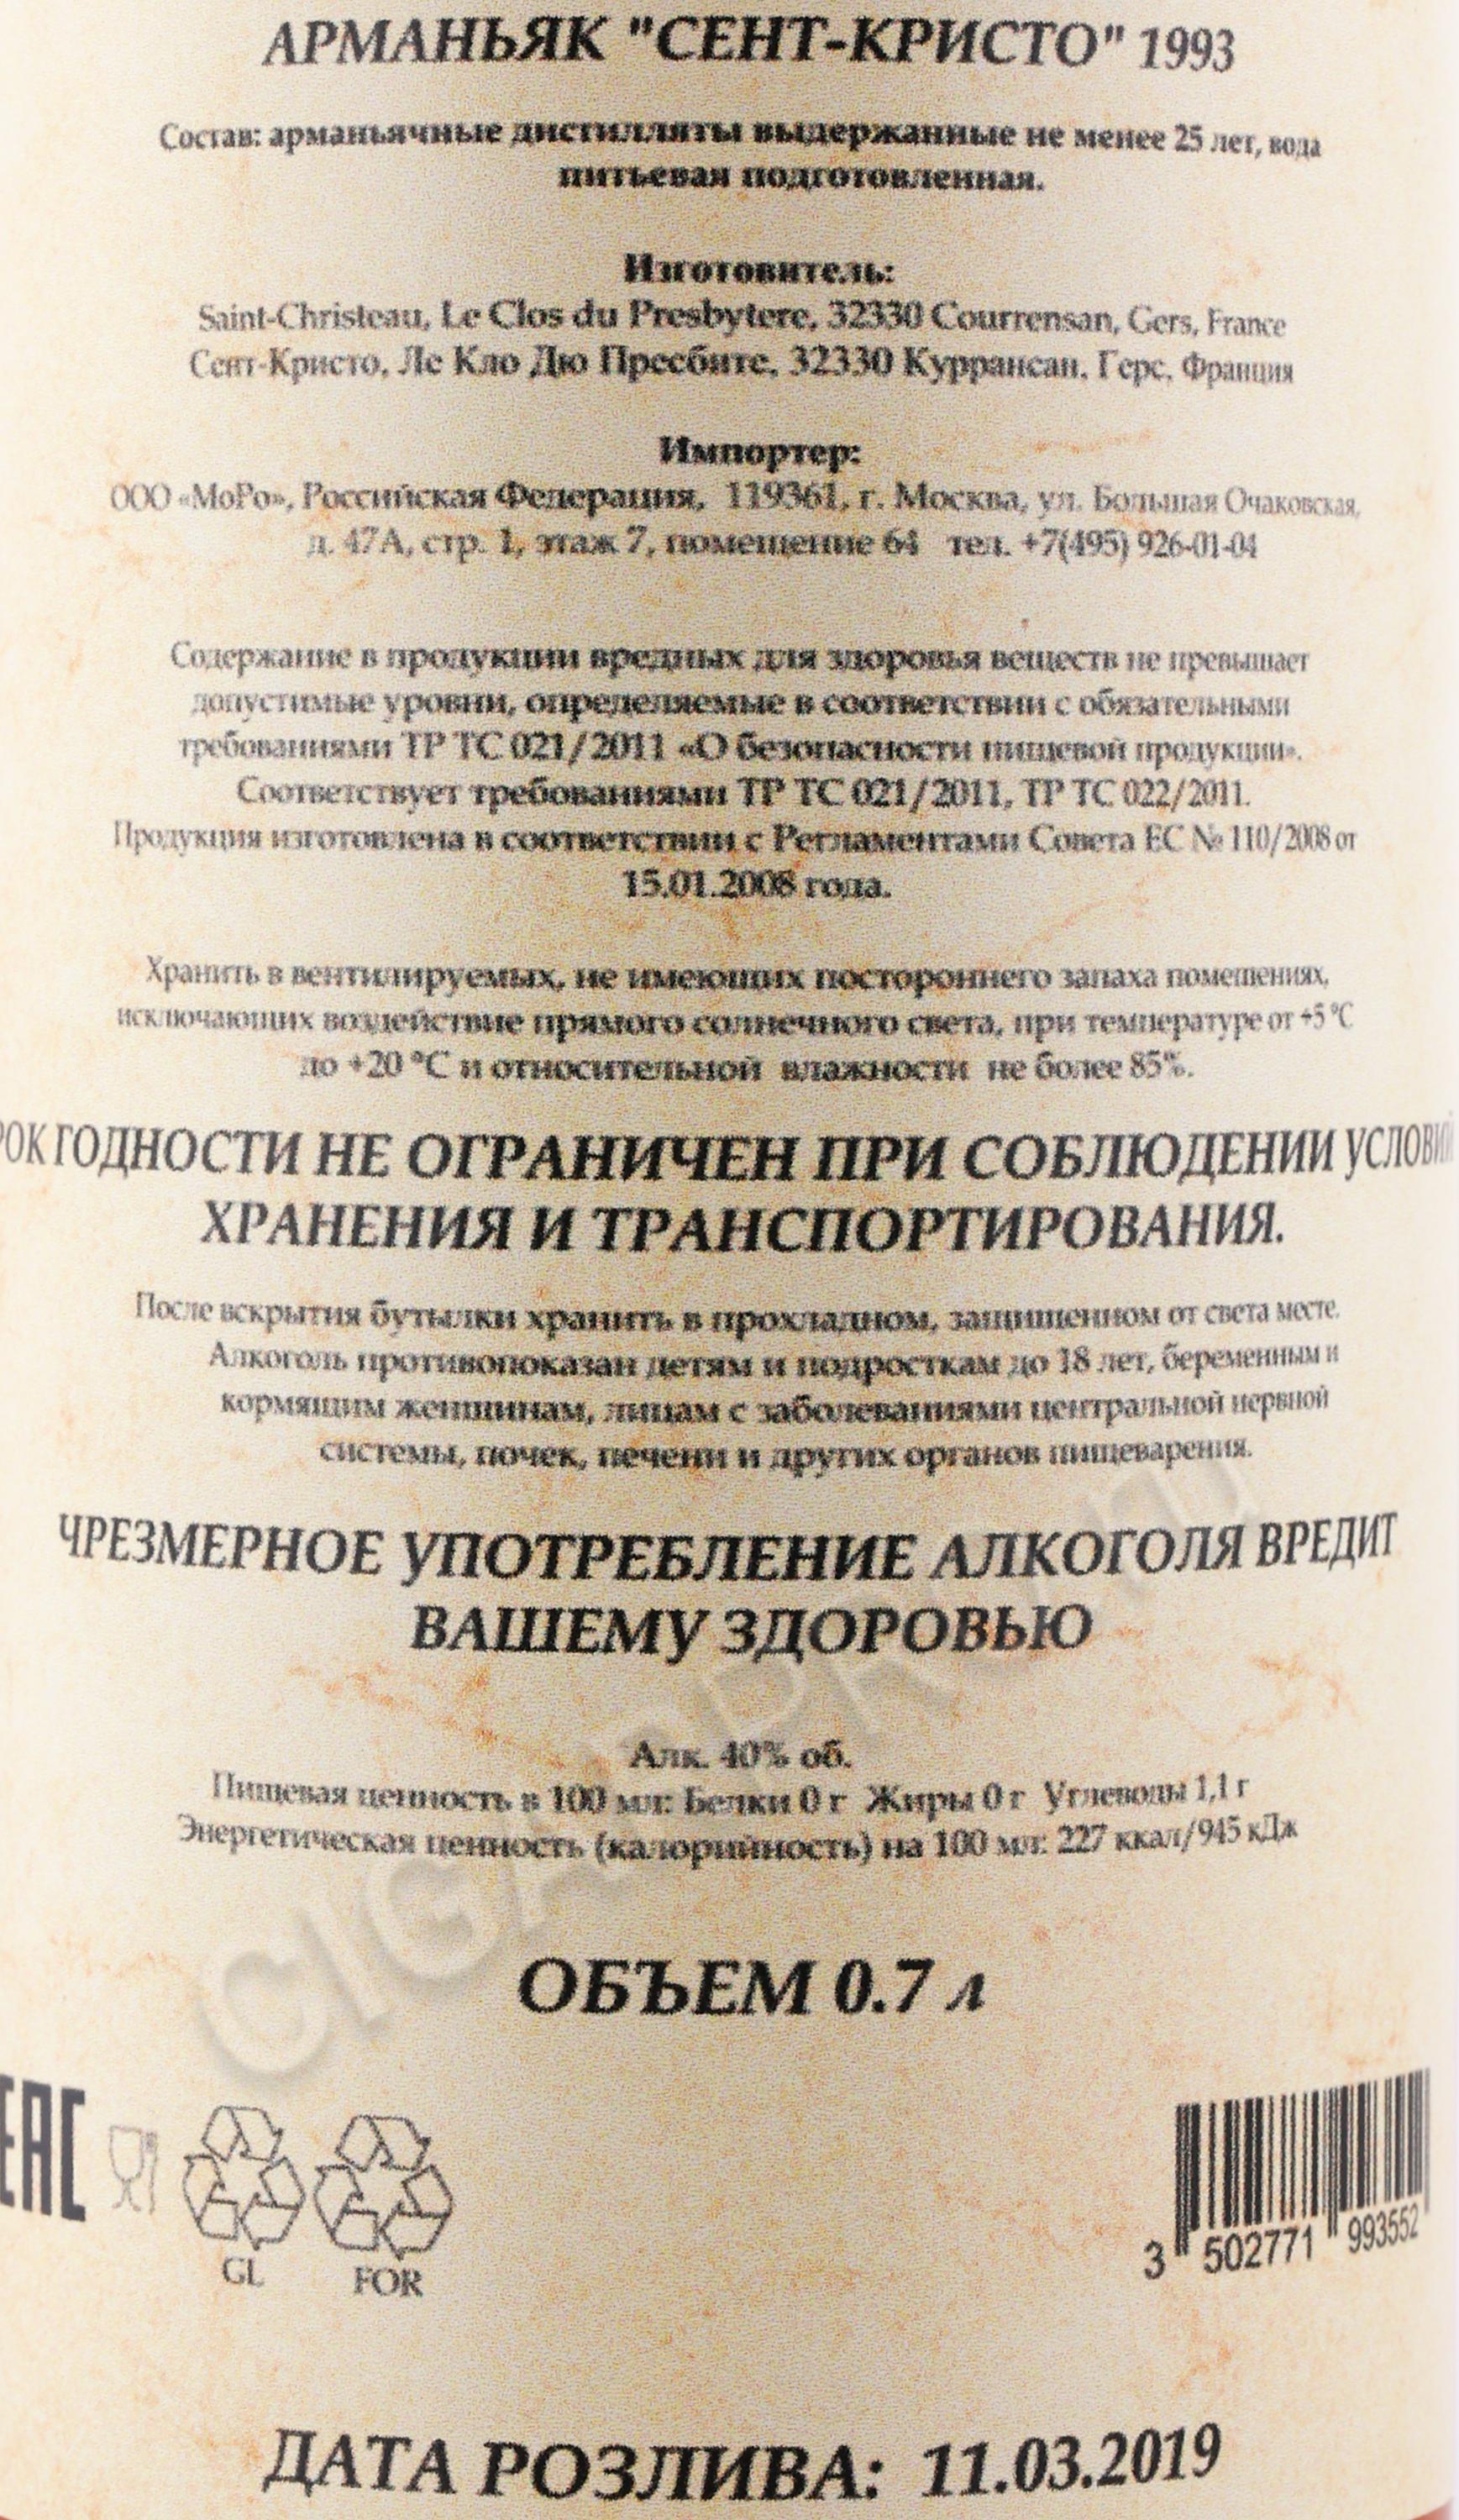 АРМАНЬЯК "СЕНТ-КРИСТО" 1993
Состав: арманьячные дистилляты выдержанные не менее 25 лет, вода
питьевая подготовленная.
Изготовитель:
Saint-Christeau, Le Clos du Presbytere, 32330 Courrensan, Gers, France
Сент-Кристо, Ле Кло Дю Пресбите, 32330 Куррансан, Герс, Франция
Импортер:
ООО «МоРо», Российская Федерация, 119361, г. Москва, ул. Большая Очаковская,
д. 47А, стр. 1, этаж 7, помещение 64 тел. +7(495) 926-01-04
Содержание в продукции вредных для здоровья веществ не превышает
допустимые уровни, определяемые в соответствии с обязательными
требованиями ТР ТС 021/2011 «О безопасности пищевой продукции».
Соответствует требованиями ТР ТС 021/2011, ТР ТС 022/2011.
Продукция изготовлена в соответствии с Регламентами Совета ЕС № 110/2008 от
15.01.2008 года.
Хранить в вентилируемых, не имеющих постороннего запаха помещениях,
исключающих воздействие прямого солнечного света, при температуре от +5 °С
до +20 °С и относительной влажности не более 85%.
РОК ГОДНОСТИ НЕ ОГРАНИЧЕН ПРИ СОБЛЮДЕНИИ УСЛОВИЙ
ХРАНЕНИЯ И ТРАНСПОРТИРОВАНИЯ.
После вскрытия бутылки хранить в прохладном, защищенном от света месте.
Алкоголь противопоказан детям и подросткам до 18 лет, беременным и
кормящим женщинам, лицам с заболеваниями центральной нервной
системы, почек, печени и других органов пищеварения.
ЧРЕЗМЕРНОЕ УПОТРЕБЛЕНИЕ АЛКОГОЛЯ ВРЕДИТ
ВАШЕМУ ЗДОРОВЬЮ
Алк. 40% об.
Пищевая ценность в 100 мл: Белки 0 г Жиры 0 г Углеводы 1,1 г
Энергетическая ценность (калорийность) на 100 мл: 227 ккал/945 кДж
ОБЪЕМ 0.7 л
EAC
GL FOR
3 502771 993552
ДАТА РОЗЛИВА: 11.03.2019